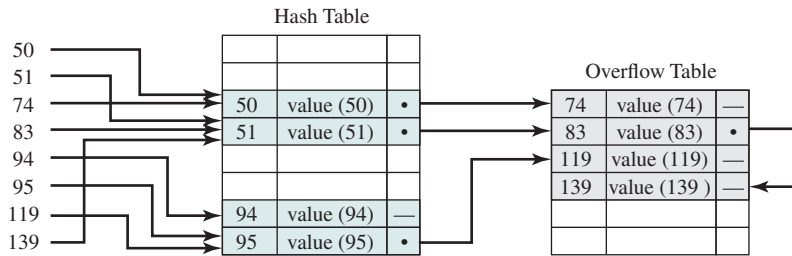 Hash Table
Overflow Table
50
51
74
83
94
95
119
139
50 value (50) •
51 value (51) •
94 value (94) —
95 value (95) •
74 value (74) —
83 value (83) •
119 value (119) —
139 value (139 ) —